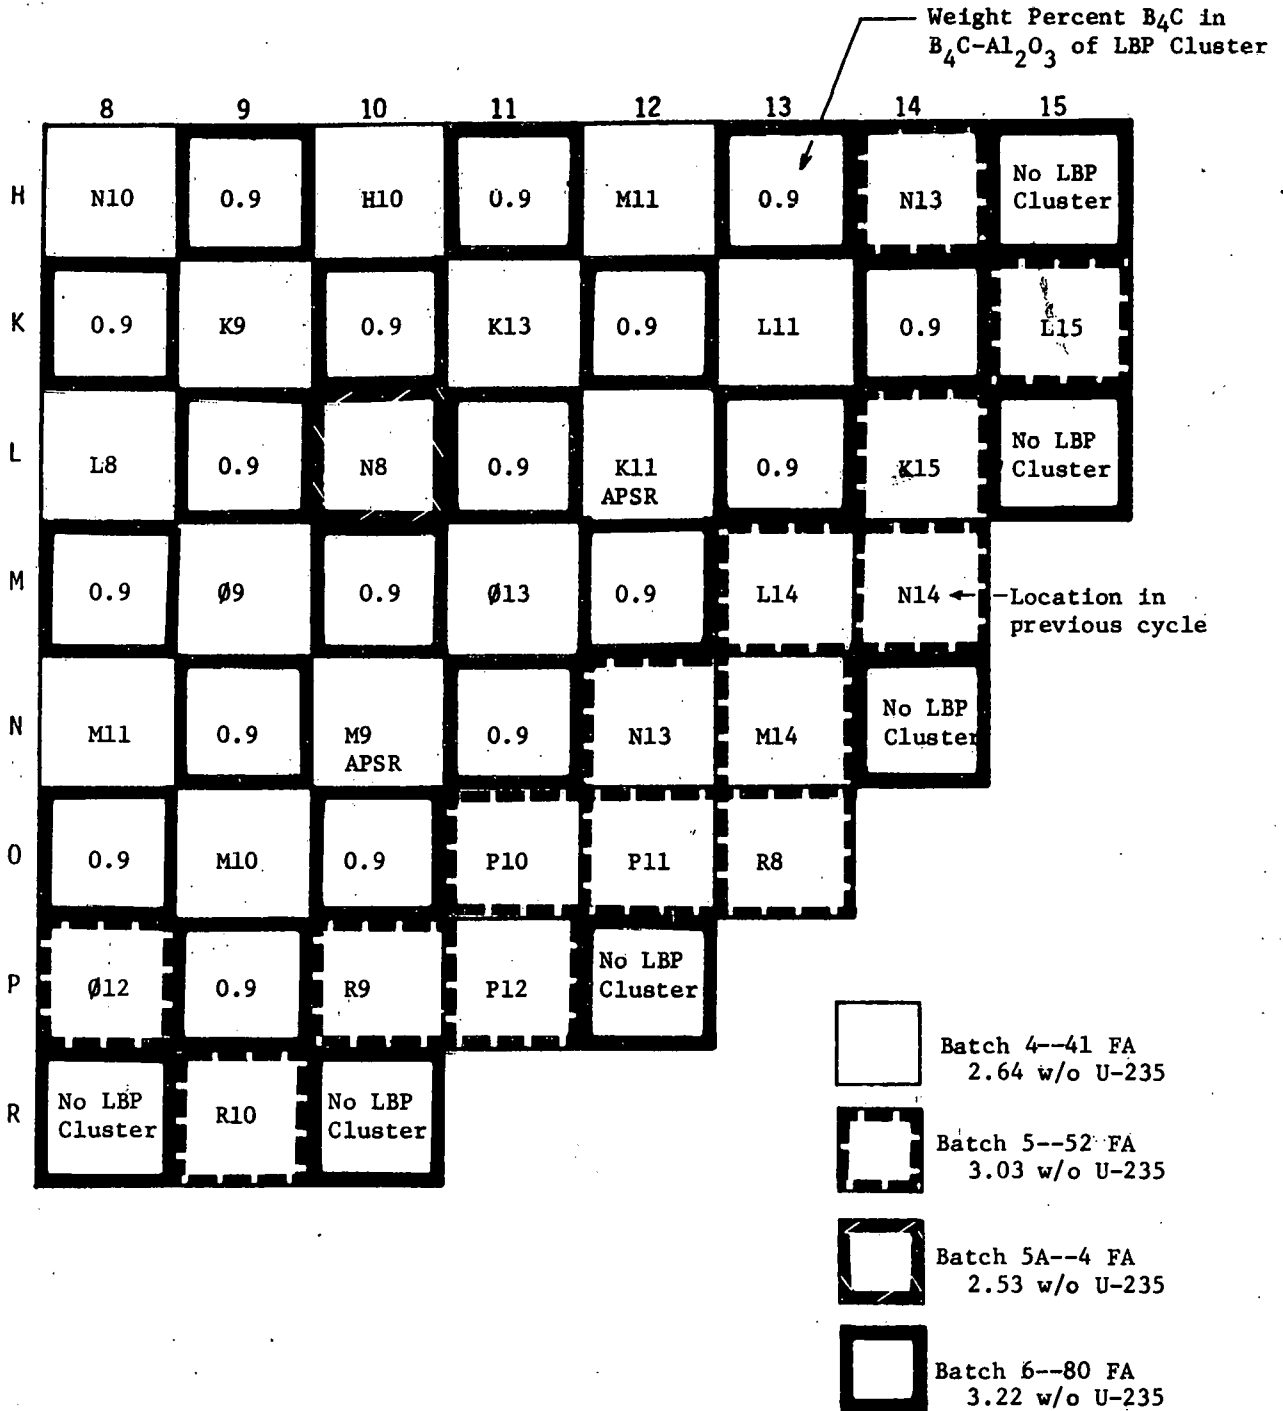 Weight Percent B4C in
B4C-Al2O3 of LBP Cluster
8 9 10 11 12 13 14 15
H N10 0.9 H10 0.9 M11 0.9 N13 No LBP
Cluster
K 0.9 K9 0.9 K13 0.9 L11 0.9 L15
L L8 0.9 N8 0.9 K11 0.9 K15 No LBP
APSR Cluster
M 0.9 Ø9 0.9 Ø13 0.9 L14 N14 Location in
previous cycle
N M11 0.9 M9 0.9 N13 M14 No LBP
APSR Cluster
O 0.9 M10 0.9 P10 P11 R8
P Ø12 0.9 R9 P12 No LBP
Cluster
R No LBP R10 No LBP
Cluster Cluster
Batch 4--41 FA
2.64 w/o U-235
Batch 5--52 FA
3.03 w/o U-235
Batch 5A--4 FA
2.53 w/o U-235
Batch 6--80 FA
3.22 w/o U-235